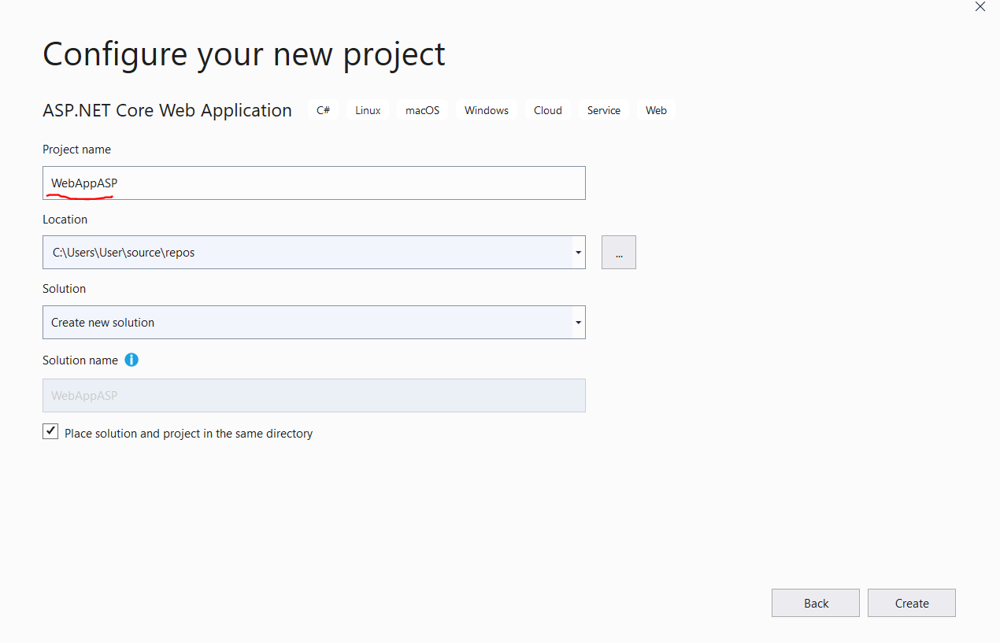 Configure your new project
ASP.NET Core Web Application C# Linux macOS Windows Cloud Service Web
Project name
WebAppASP
Location
C:\Users\User\source\repos
...
Solution
Create new solution
Solution name
WebAppASP
Place solution and project in the same directory
Back Create